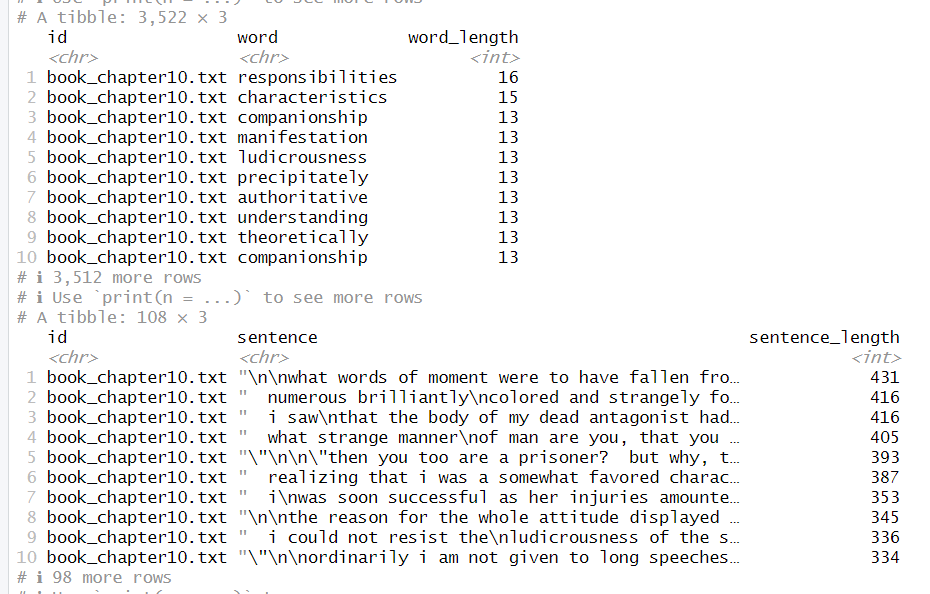 # A tibble: 3,522 × 3
id word word_length
<chr> <chr> <int>
1 book_chapter10.txt responsibilities 16
2 book_chapter10.txt characteristics 15
3 book_chapter10.txt companionship 13
4 book_chapter10.txt manifestation 13
5 book_chapter10.txt ludicrousness 13
6 book_chapter10.txt precipitately 13
7 book_chapter10.txt authoritative 13
8 book_chapter10.txt understanding 13
9 book_chapter10.txt theoretically 13
10 book_chapter10.txt companionship 13
# ℹ 3,512 more rows
# ℹ Use `print(n = ...)` to see more rows
# A tibble: 108 × 3
id sentence sentence_length
<chr> <chr> <int>
1 book_chapter10.txt "\n\nwhat words of moment were to have fallen fro… 431
2 book_chapter10.txt "  numerous brilliantly\ncolored and strangely fo… 416
3 book_chapter10.txt "  i saw\nthat the body of my dead antagonist had… 416
4 book_chapter10.txt "  what strange manner\nof man are you, that you … 405
5 book_chapter10.txt "\"\n\n\"then you too are a prisoner?  but why, t… 393
6 book_chapter10.txt "  realizing that i was a somewhat favored charac… 387
7 book_chapter10.txt "  i\nwas soon successful as her injuries amounte… 353
8 book_chapter10.txt "\n\nthe reason for the whole attitude displayed … 345
9 book_chapter10.txt "  i could not resist the\nludicrousness of the s… 336
10 book_chapter10.txt "\"\n\nordinarily i am not given to long speeches… 334
# ℹ 98 more rows